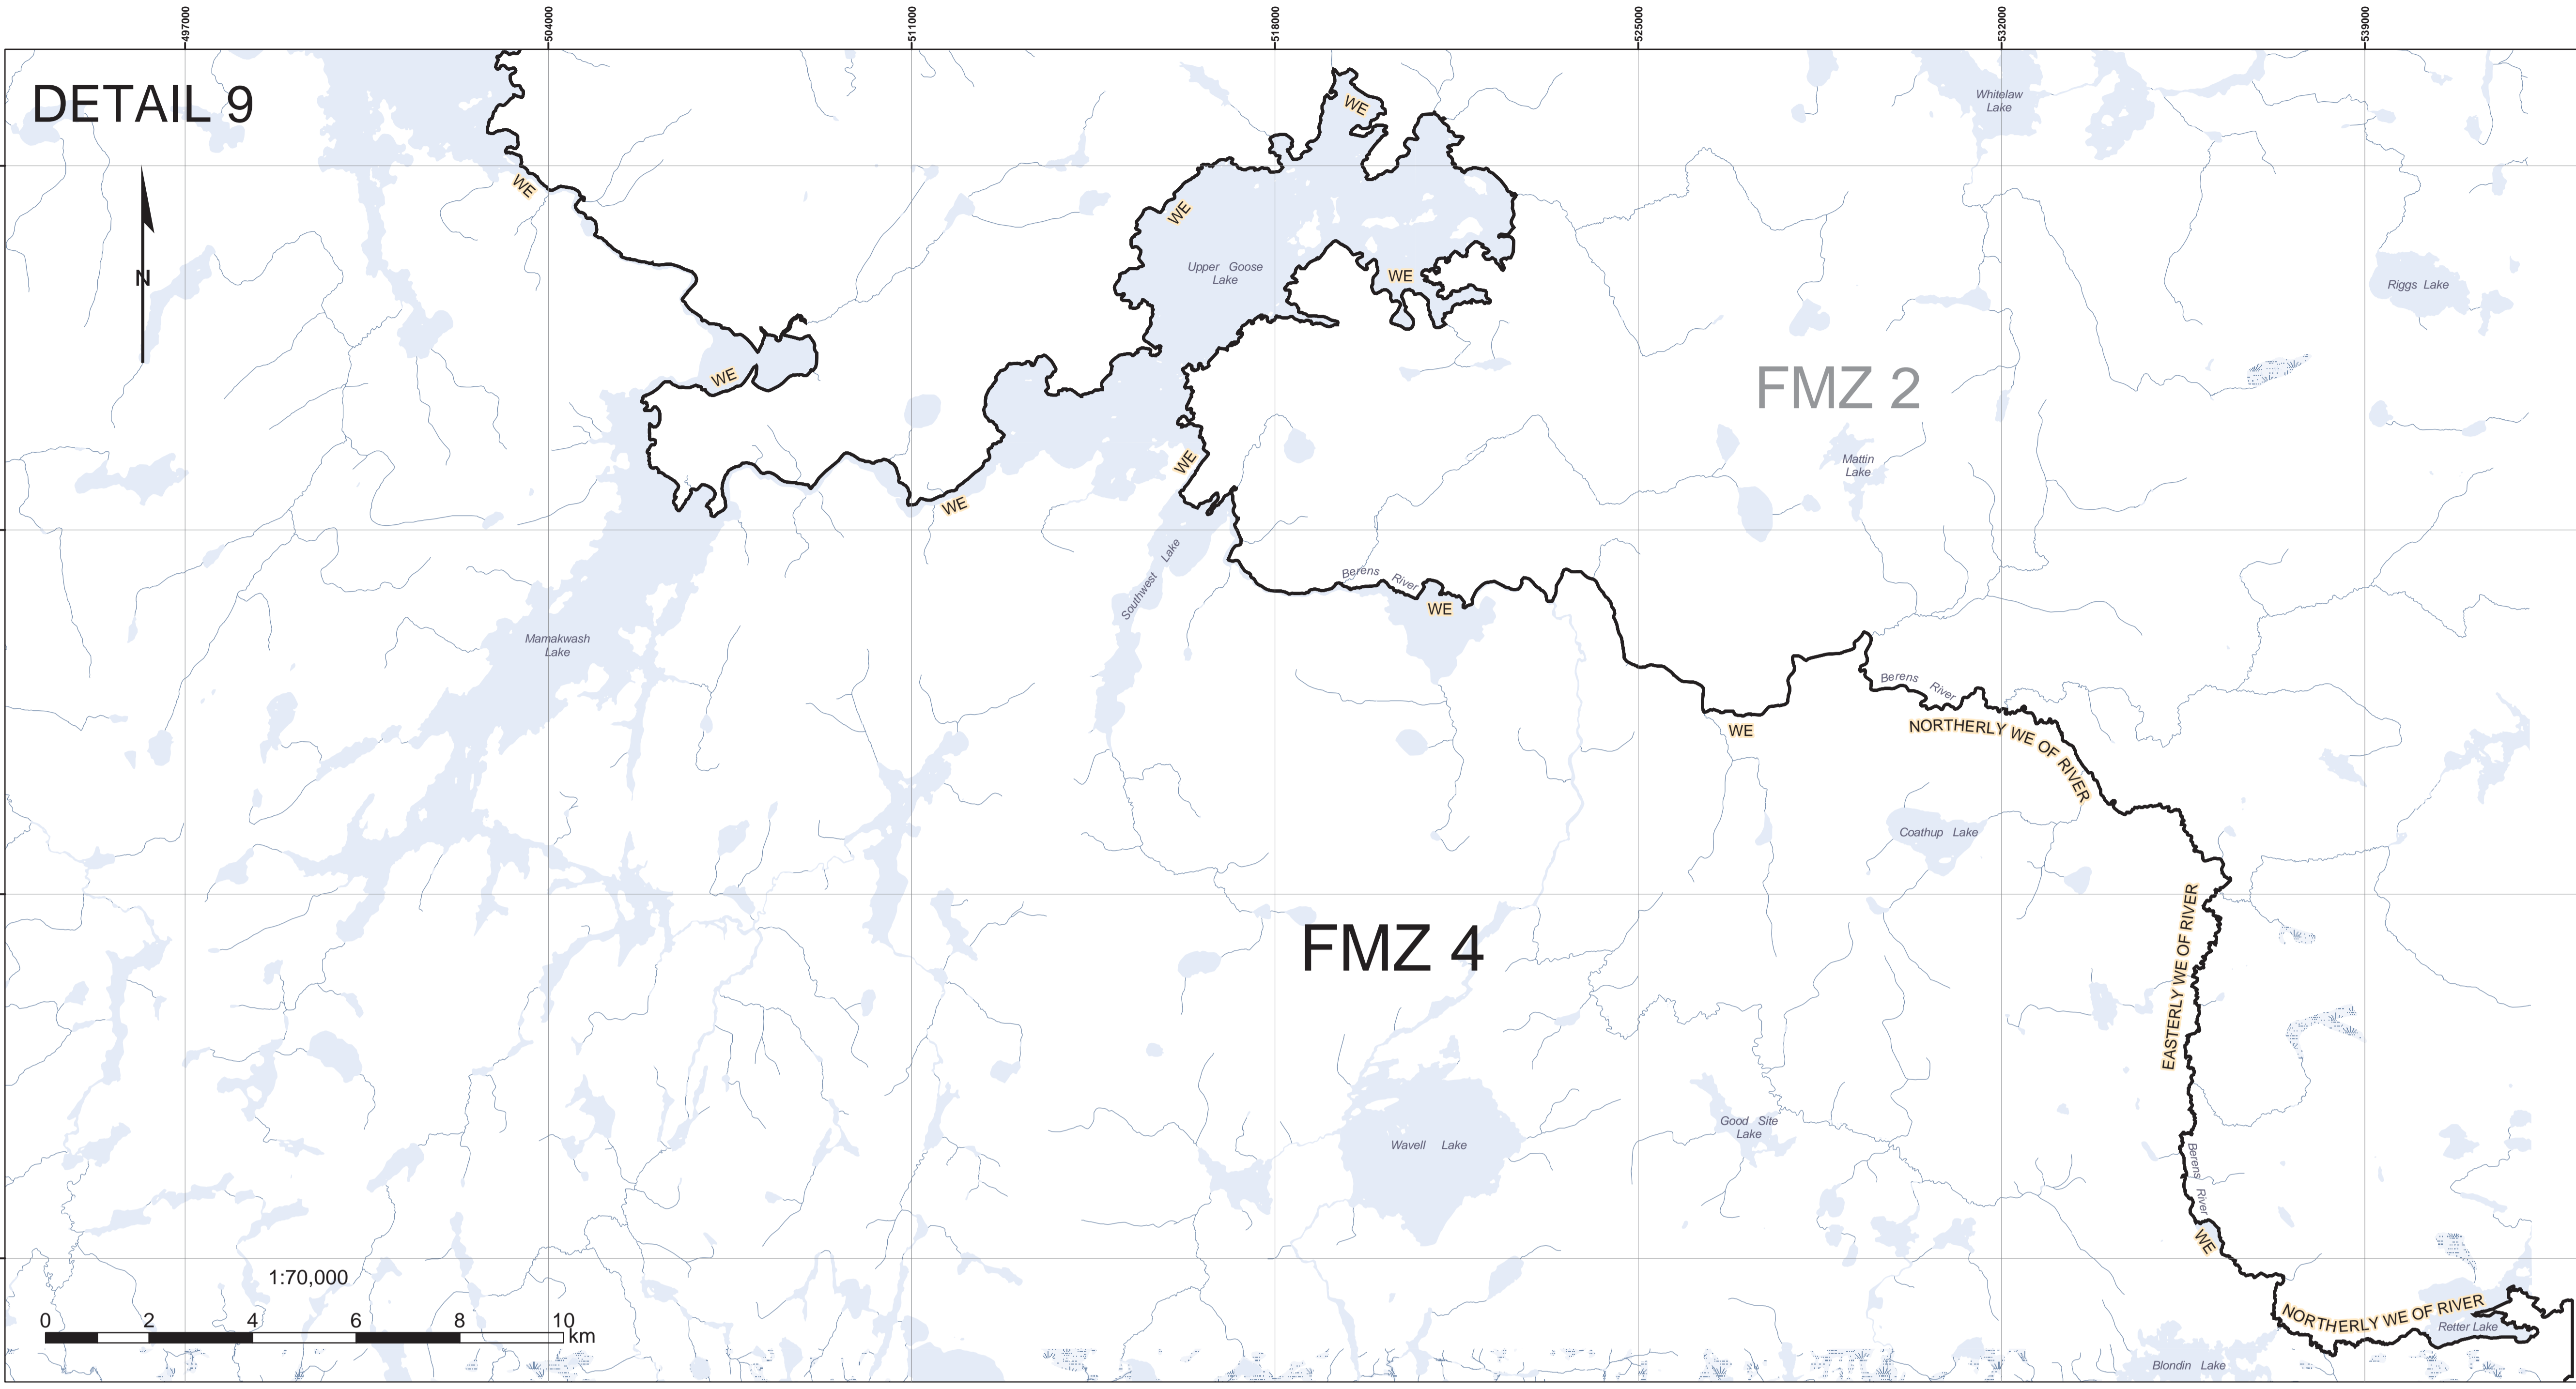 497000
504000
511000
518000
525000
532000
539000
DETAIL 9
WE
Whitelaw
Lake
N
WE
WE
Upper Goose
Lake
WE
Riggs Lake
WE
FMZ 2
Mattin
Lake
WE
WE
Southwest Lake
Berens River
WE
Mamakwash
Lake
Berens River
WE
NORTHERLY WE OF RIVER
Coathup Lake
EASTERLY WE OF RIVER
FMZ 4
Good Site
Lake
Wavell Lake
Berens River
WE
1:70,000
0 2 4 6 8 10
km
NORTHERLY WE OF RIVER
Retter Lake
Blondin Lake